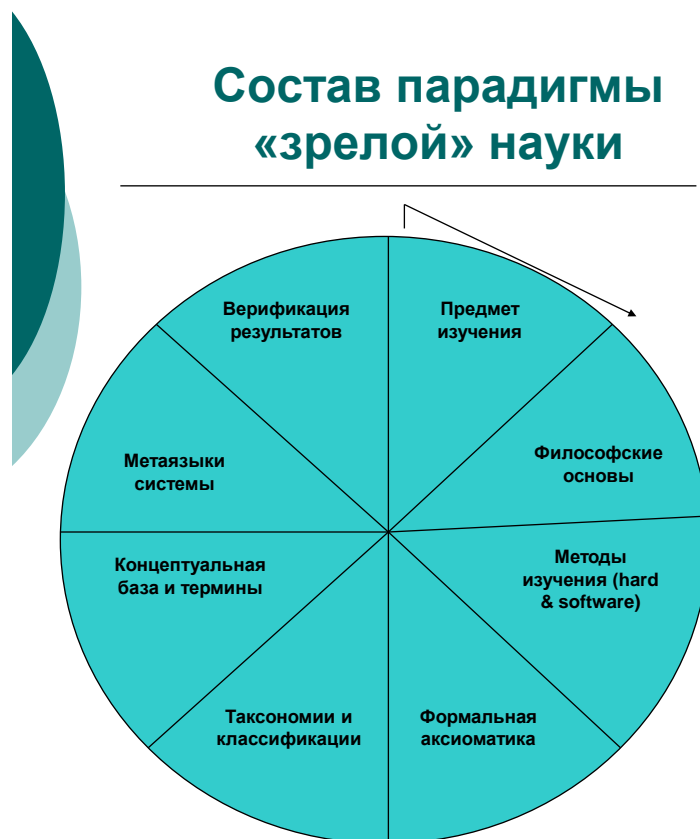 Состав парадигмы
«зрелой» науки
Предмет
изучения
Философские
основы
Методы
изучения (hard
& software)
Формальная
аксиоматика
Таксономии и
классификации
Концептуальная
база и термины
Метаязыки
системы
Верификация
результатов